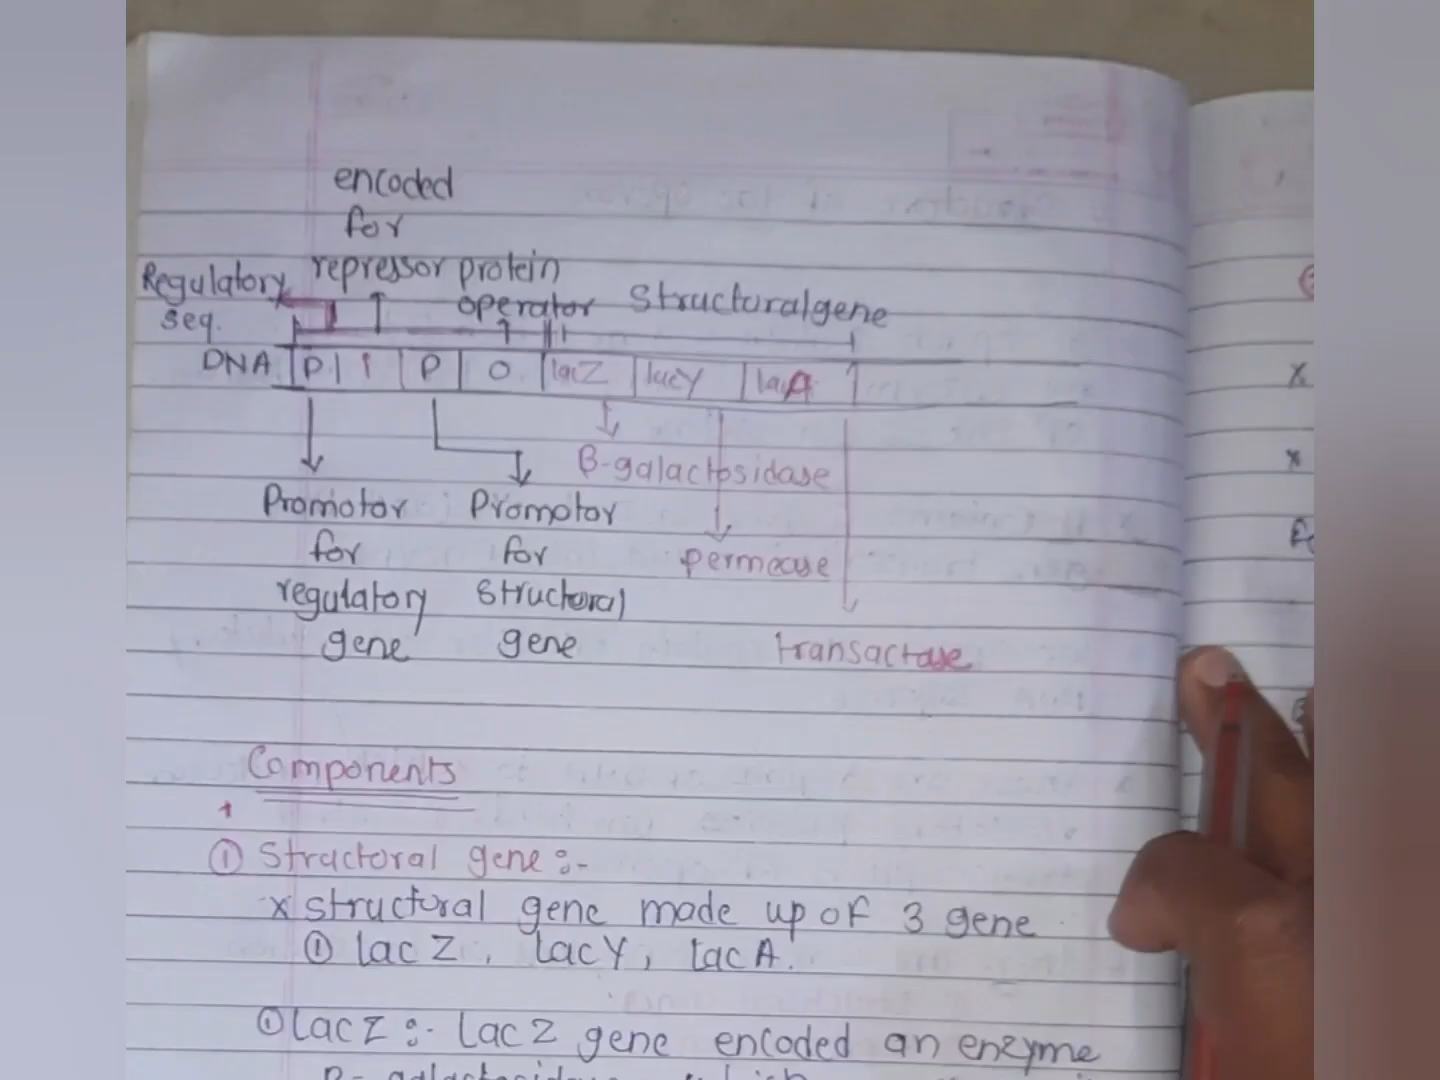 encoded
for
Regulatory repressor protein
seq. operator Structuralgene
DNA P i P O lacZ lacY lacA
β-galactosidase
Promotor Promotor
for for permease
regulatory Structural
gene gene transactase
Components
① Structoral gene :-
x structural gene made up of 3 gene
① lac Z, lac Y, lac A.
① lac Z :- lac Z gene encoded an enzyme